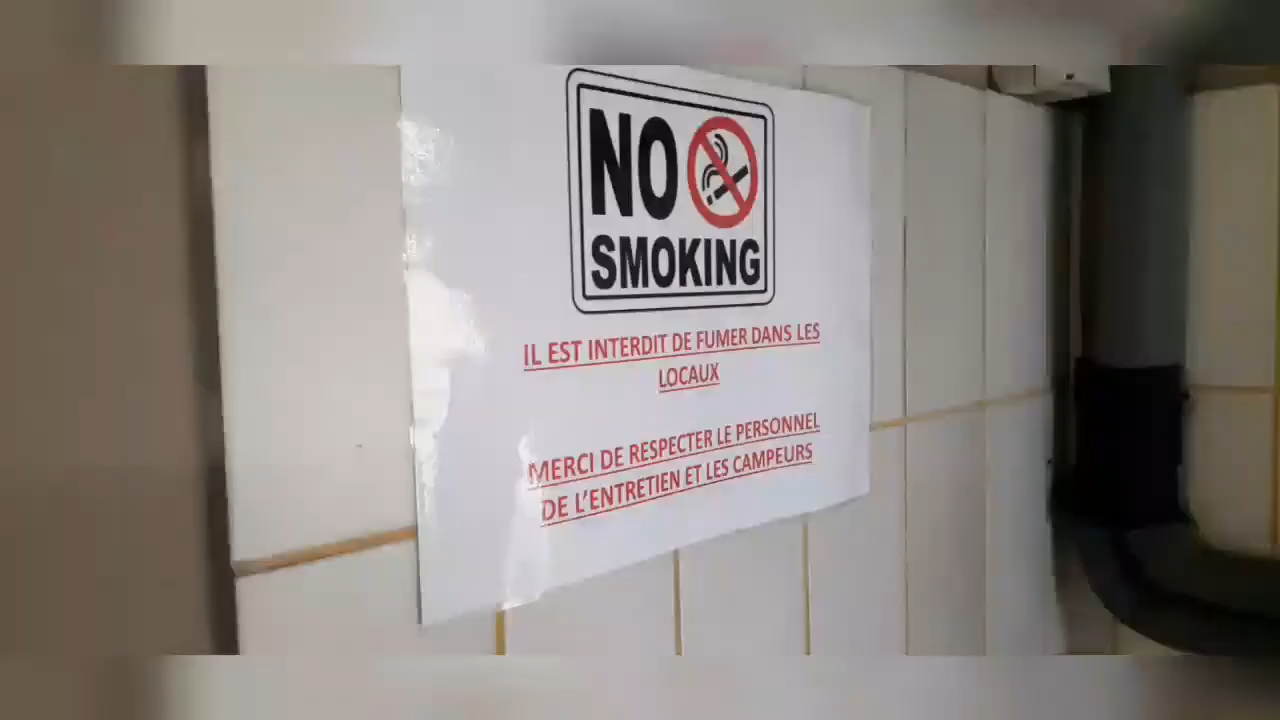 NO
SMOKING
IL EST INTERDIT DE FUMER DANS LES
LOCAUX
MERCI DE RESPECTER LE PERSONNEL
DE L'ENTRETIEN ET LES CAMPEURS